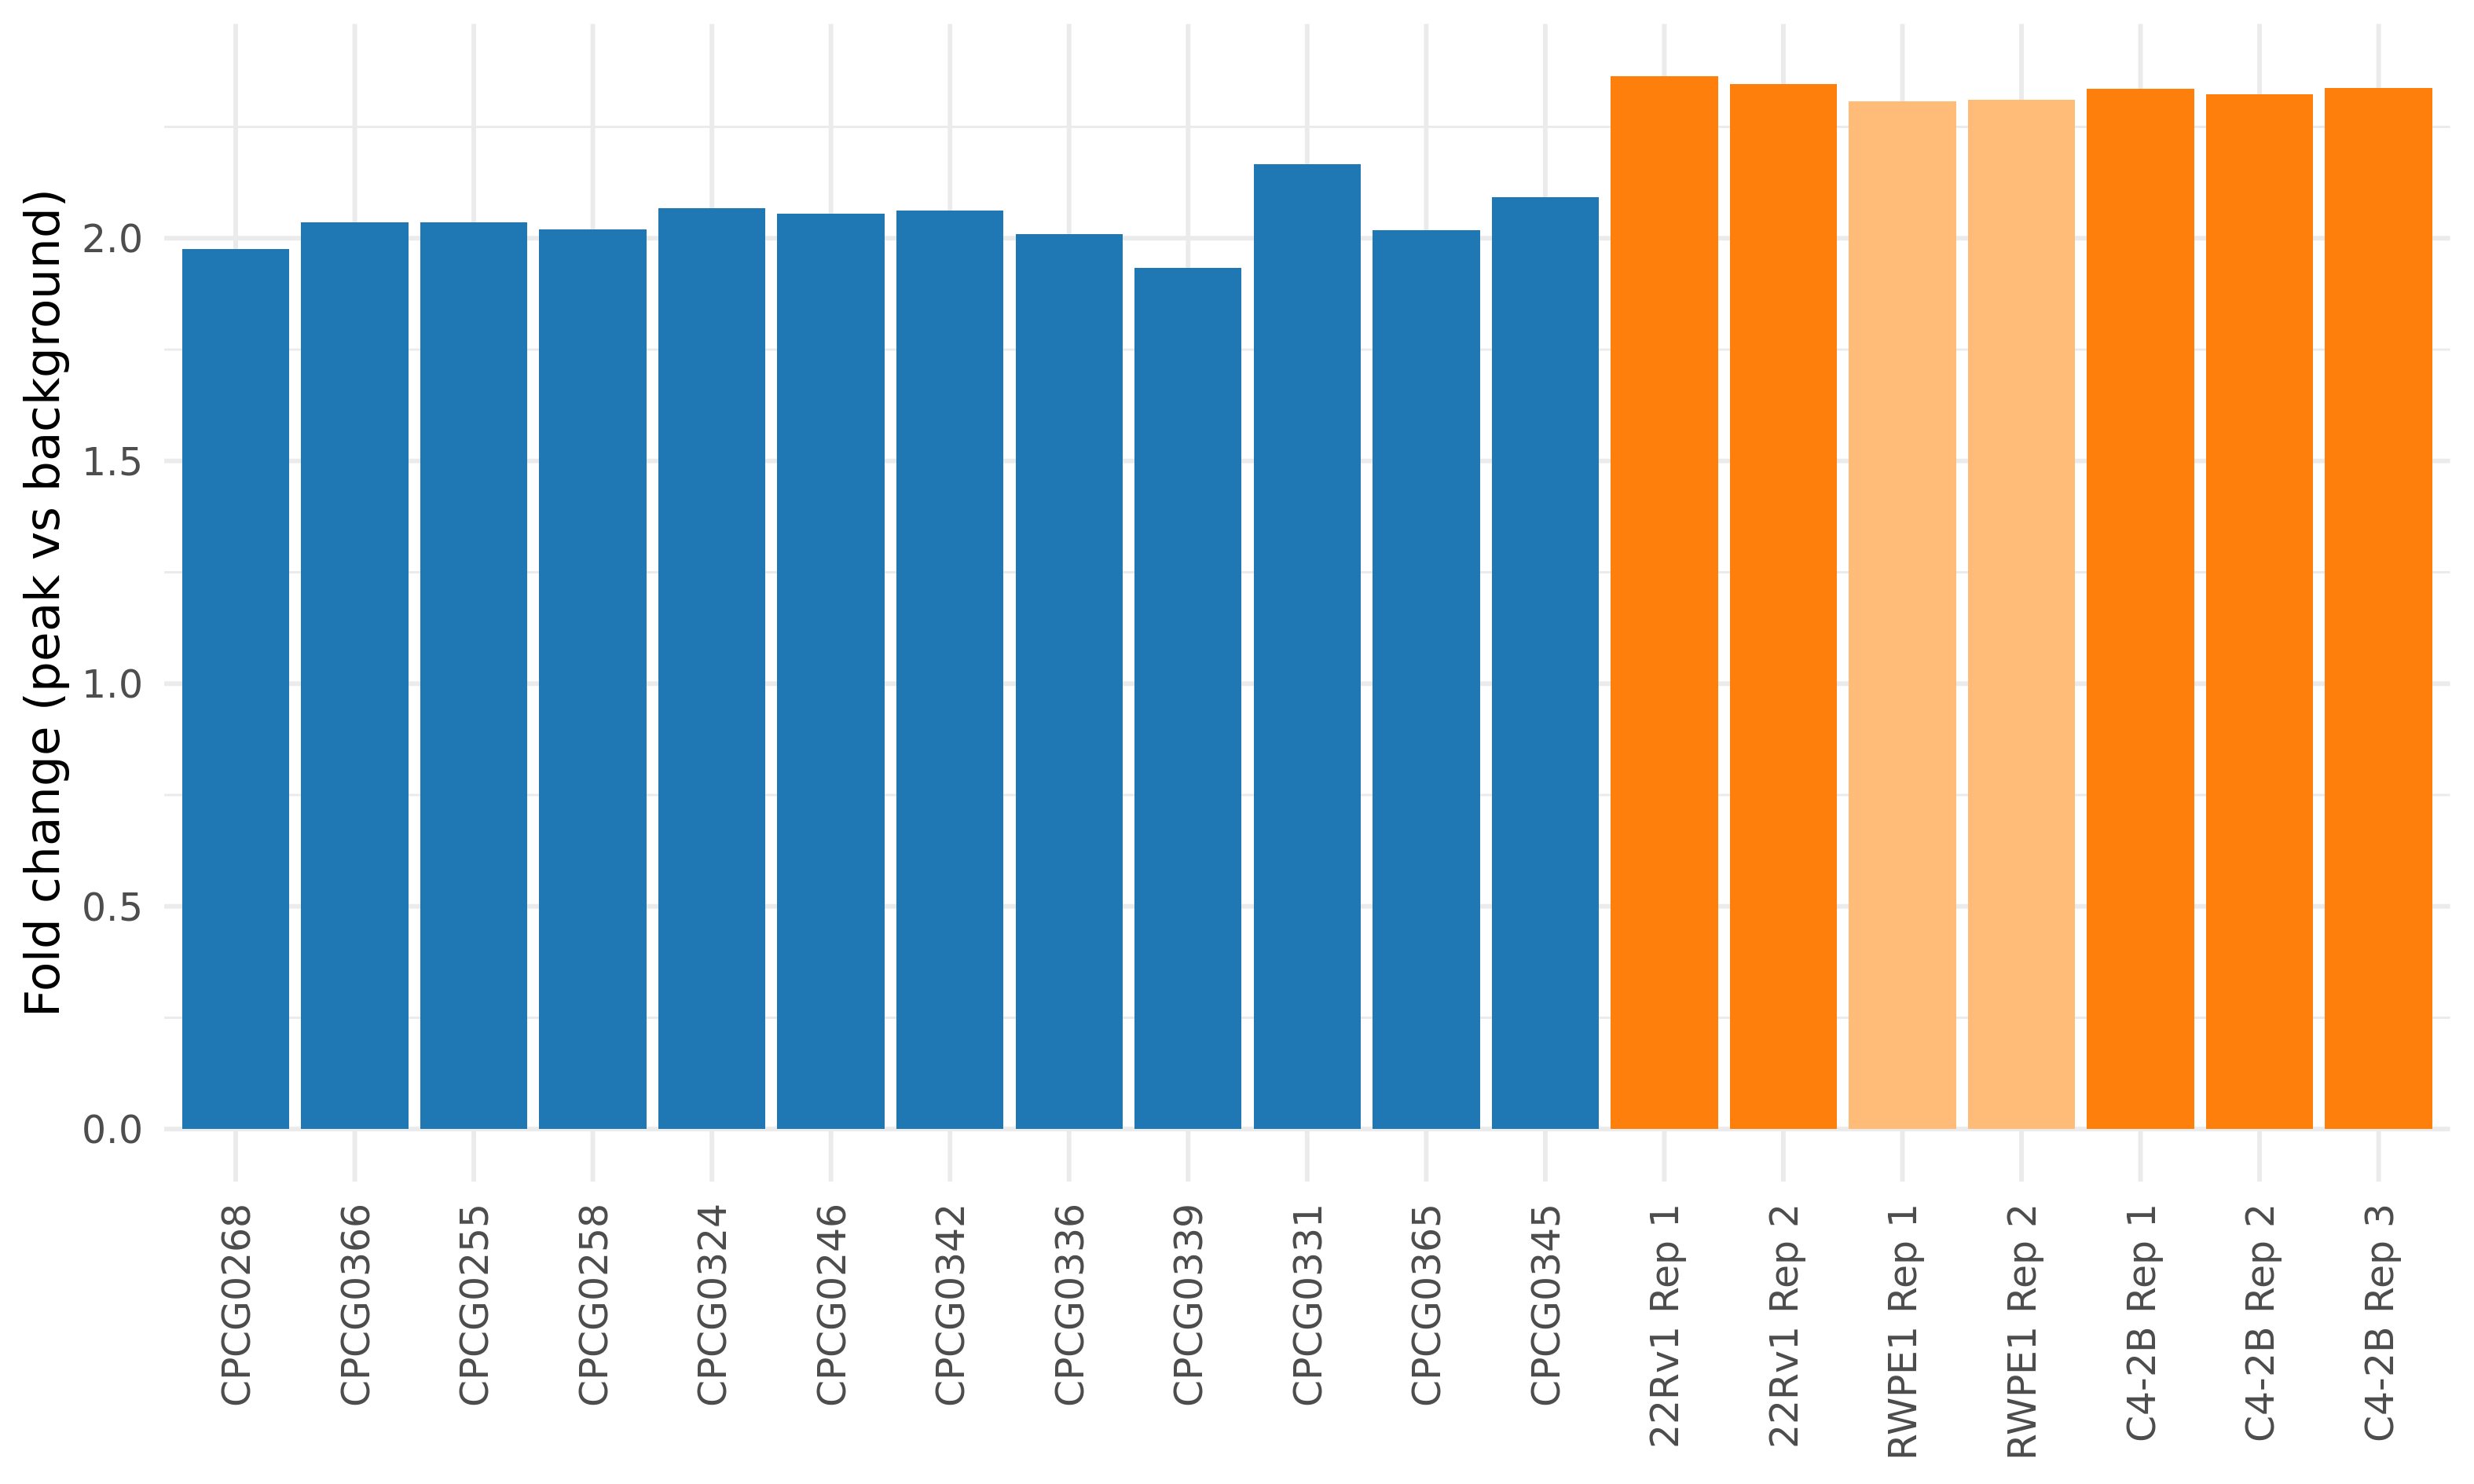 Fold change (peak vs background)
2.0
1.5
1.0
0.5
0.0
CPCG0268
CPCG0366
CPCG0255
CPCG0258
CPCG0324
CPCG0246
CPCG0342
CPCG0336
CPCG0339
CPCG0331
CPCG0365
CPCG0345
22Rv1 Rep 1
22Rv1 Rep 2
RWPE1 Rep 1
RWPE1 Rep 2
C4-2B Rep 1
C4-2B Rep 2
C4-2B Rep 3